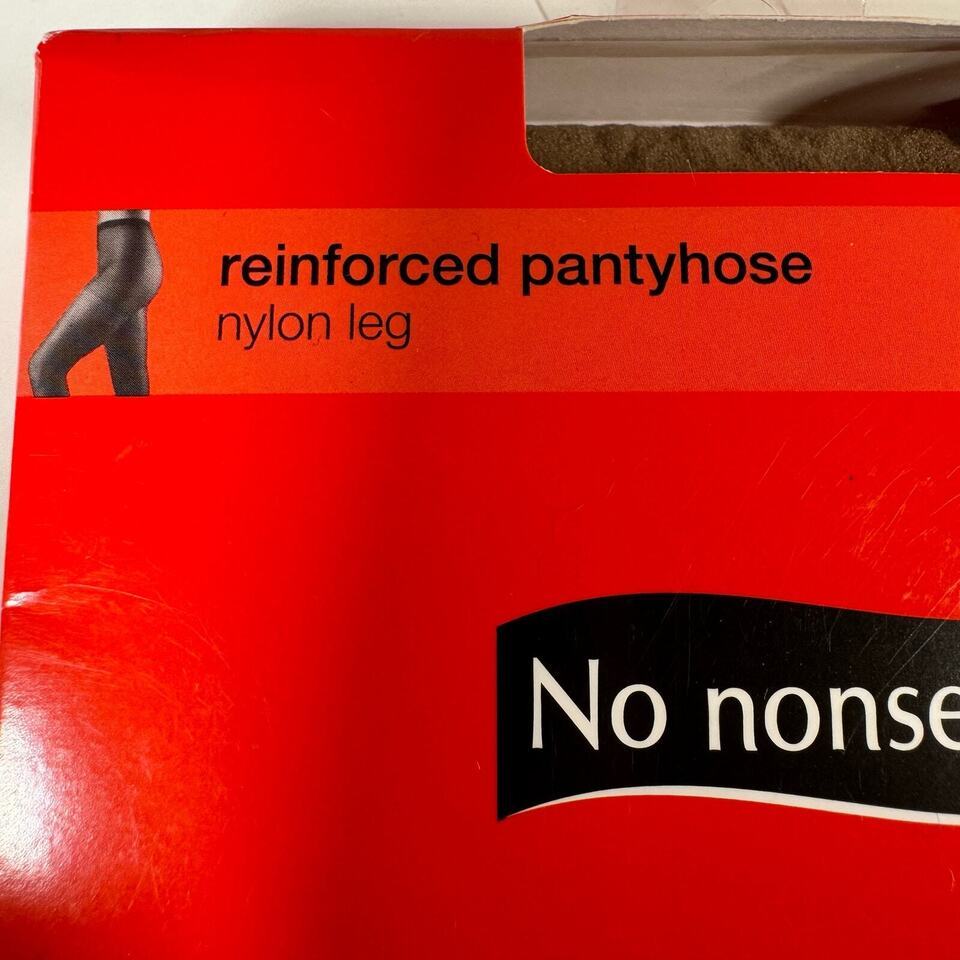 reinforced pantyhose
nylon leg
No nonse